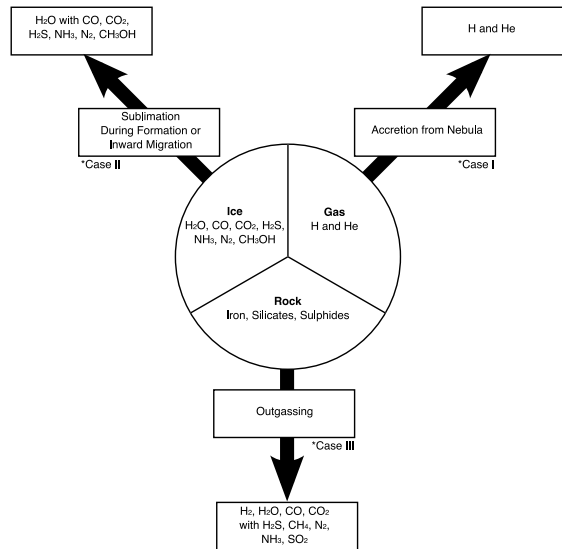 H₂O with CO, CO₂,
H₂S, NH₃, N₂, CH₃OH
H and He
Sublimation
During Formation or
Inward Migration
*Case II
Accretion from Nebula
*Case I
Ice
H₂O, CO, CO₂, H₂S,
NH₃, N₂, CH₃OH
Gas
H and He
Rock
Iron, Silicates, Sulphides
Outgassing
*Case III
H₂, H₂O, CO, CO₂
with H₂S, CH₄, N₂,
NH₃, SO₂